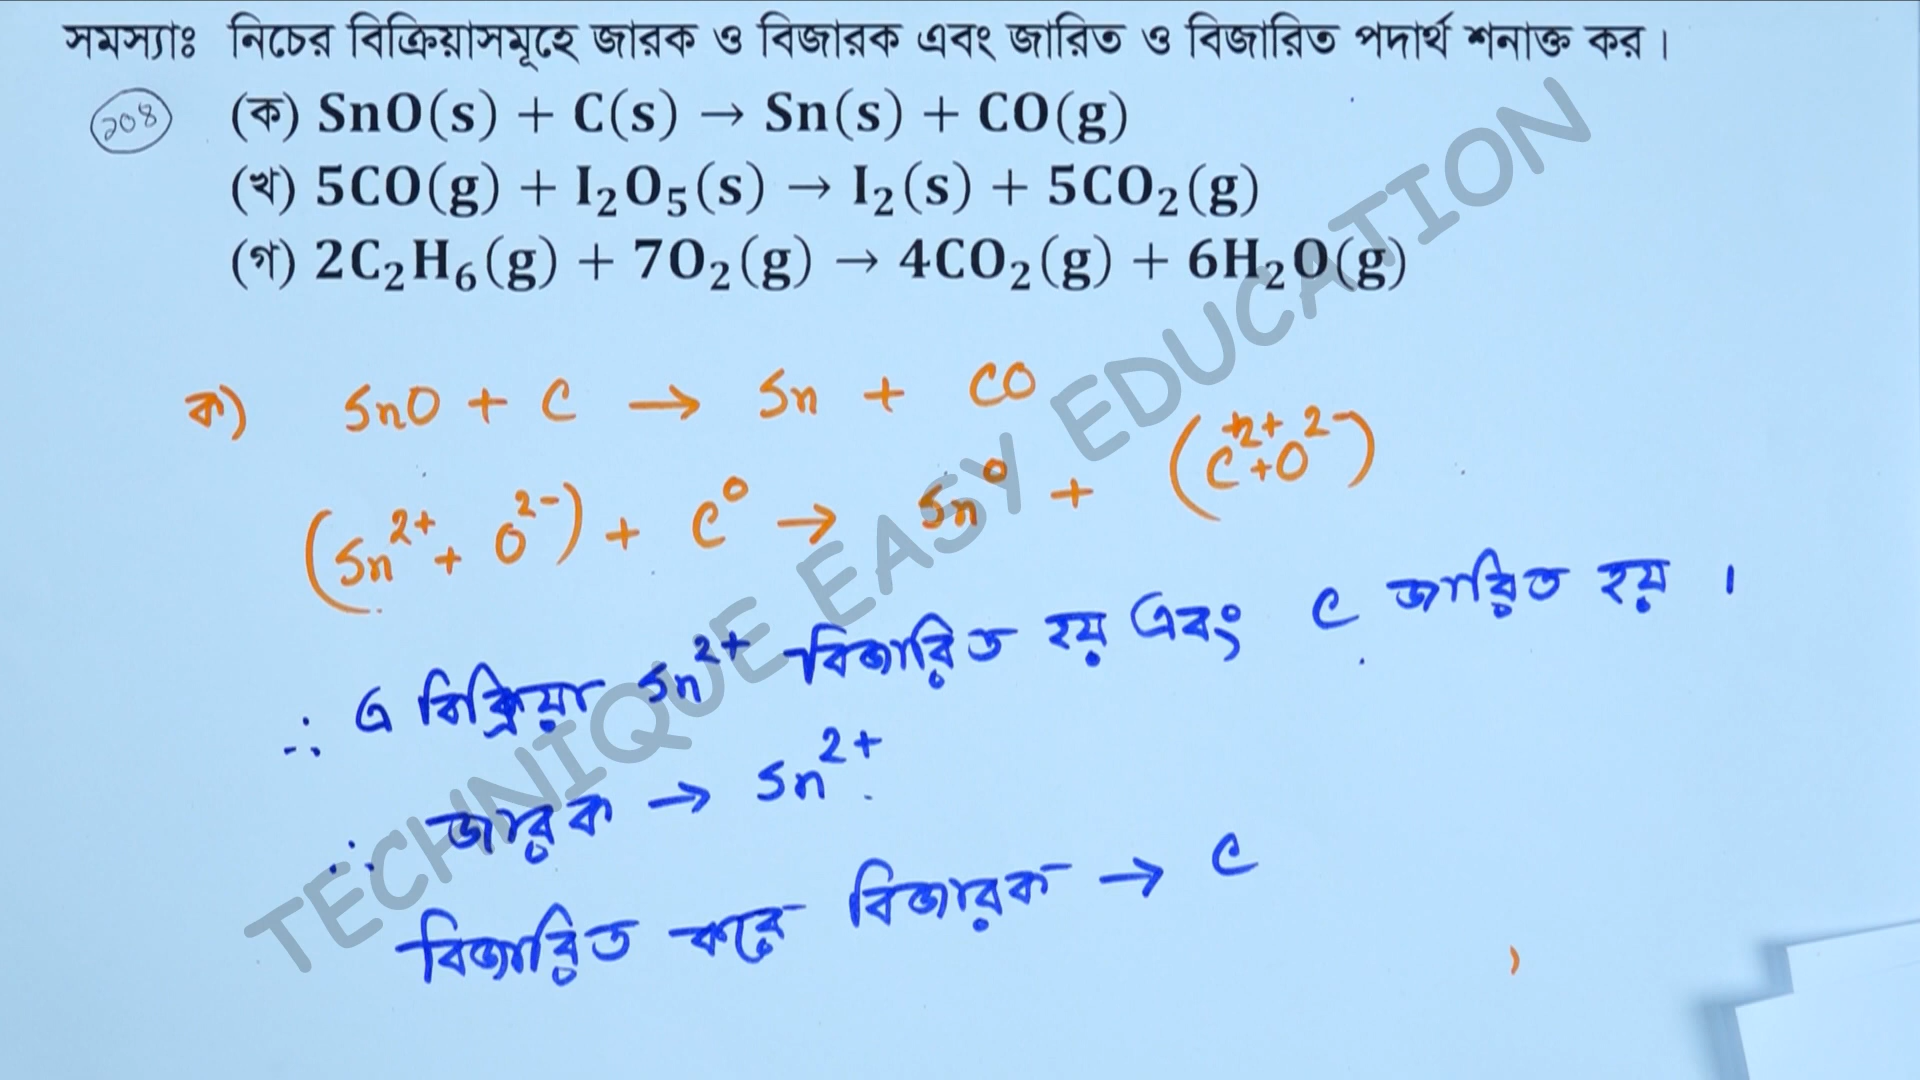 সমস্যাঃ নিচের বিক্রিয়াসমূহে জারক ও বিজারক এবং জারিত ও বিজারিত পদার্থ শনাক্ত কর।
(ক) SnO(s) + C(s) → Sn(s) + CO(g)
২০৪
(খ) 5CO(g) + I₂O₅(s) → I₂(s) + 5CO₂(g)
(গ) 2C₂H₆(g) + 7O₂(g) → 4CO₂(g) + 6H₂O(g)
ক) SnO + C → Sn + CO
(Sn²⁺ + O²⁻) + C⁰ → Sn⁰ + (C²⁺ + O²⁻)
∴ এ বিক্রিয়া Sn²⁺ বিজারিত হয় এবং C জারিত হয়।
∴ জারক → Sn²⁺
বিজারিত করে বিজারক → C
TECHNIQUE EASY EDUCATION